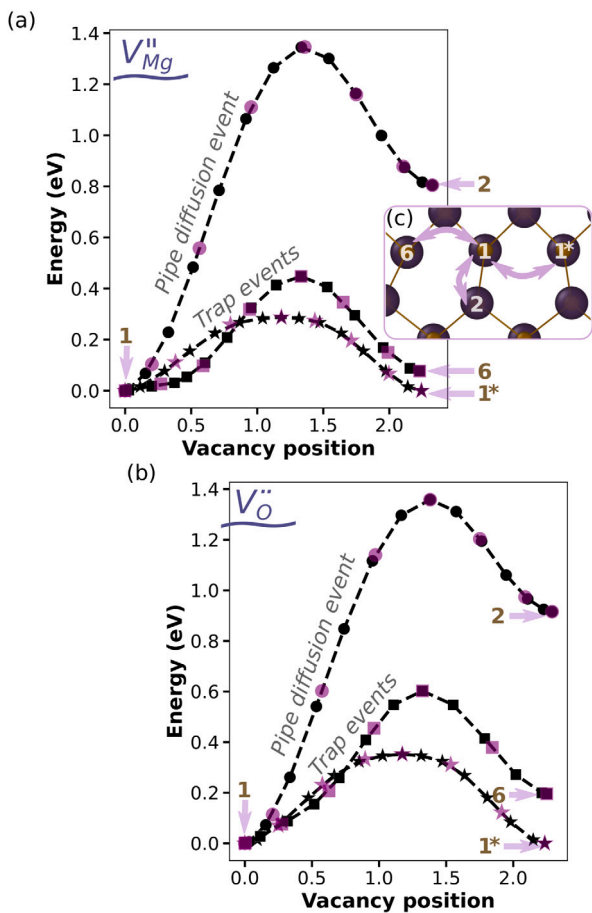 (a)
V''Mg
Pipe diffusion event
Trap events
1
2
6
1*
Energy (eV)
1.4
1.2
1.0
0.8
0.6
0.4
0.2
0.0
0.0 0.5 1.0 1.5 2.0
Vacancy position
(c)
6 1 1*
2
(b)
V¨O
Pipe diffusion event
Trap events
1
2
6
1*
Energy (eV)
1.4
1.2
1.0
0.8
0.6
0.4
0.2
0.0
0.0 0.5 1.0 1.5 2.0
Vacancy position